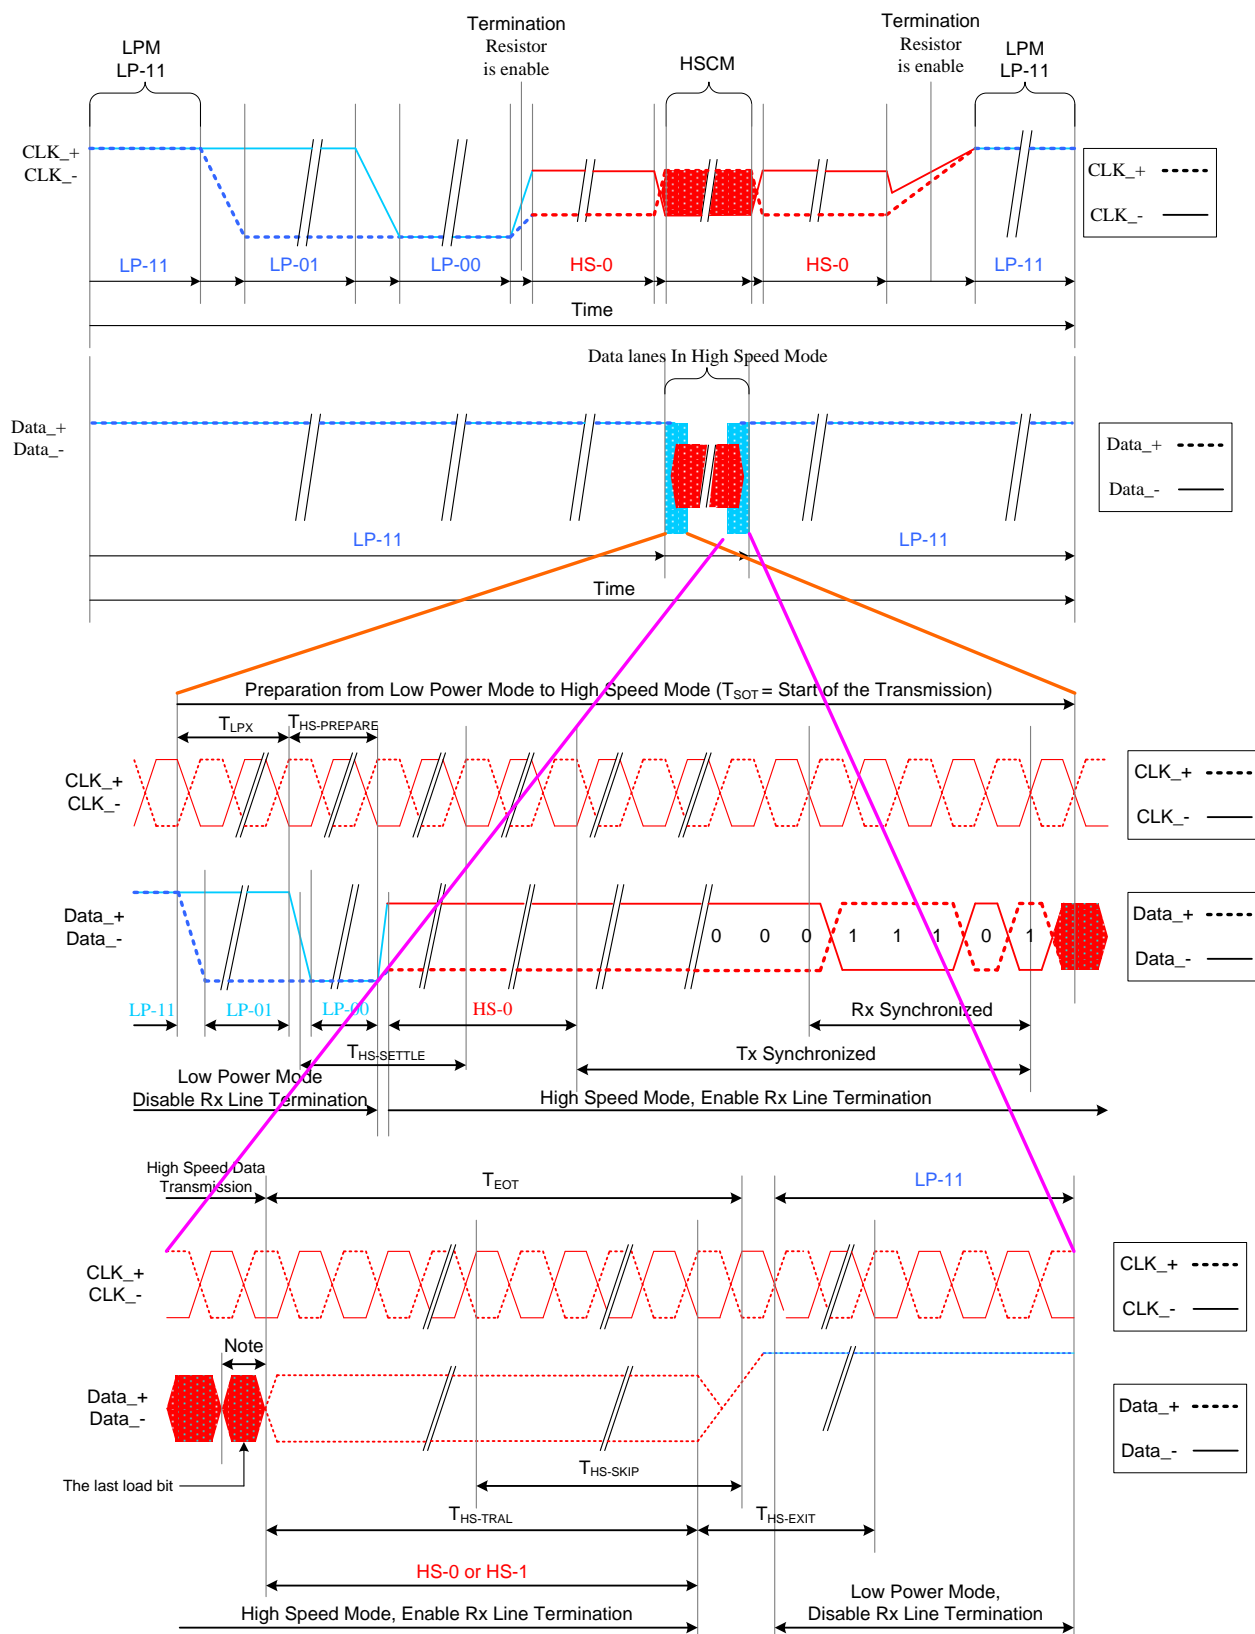 LPM
LP-11
Termination
Resistor
is enable
HSCM
Termination
Resistor
is enable
LPM
LP-11
CLK_+
CLK_-
CLK_+
CLK_-
LP-11
LP-01
LP-00
HS-0
HS-0
LP-11
Time
Data lanes In High Speed Mode
Data_+
Data_-
Data_+
Data_-
LP-11
LP-11
Time
Preparation from Low Power Mode to High Speed Mode (TSOT = Start of the Transmission)
TLPX
THS-PREPARE
CLK_+
CLK_-
CLK_+
CLK_-
Data_+
Data_-
0 0 0 1 1 1 0 1
Data_+
Data_-
LP-11
LP-01
LP-00
HS-0
Rx Synchronized
THS-SETTLE
Tx Synchronized
Low Power Mode
Disable Rx Line Termination
High Speed Mode, Enable Rx Line Termination
High Speed Data
Transmission
TEOT
LP-11
CLK_+
CLK_-
CLK_+
CLK_-
Note
Data_+
Data_-
Data_+
Data_-
The last load bit
THS-SKIP
THS-TRAL
THS-EXIT
HS-0 or HS-1
High Speed Mode, Enable Rx Line Termination
Low Power Mode,
Disable Rx Line Termination